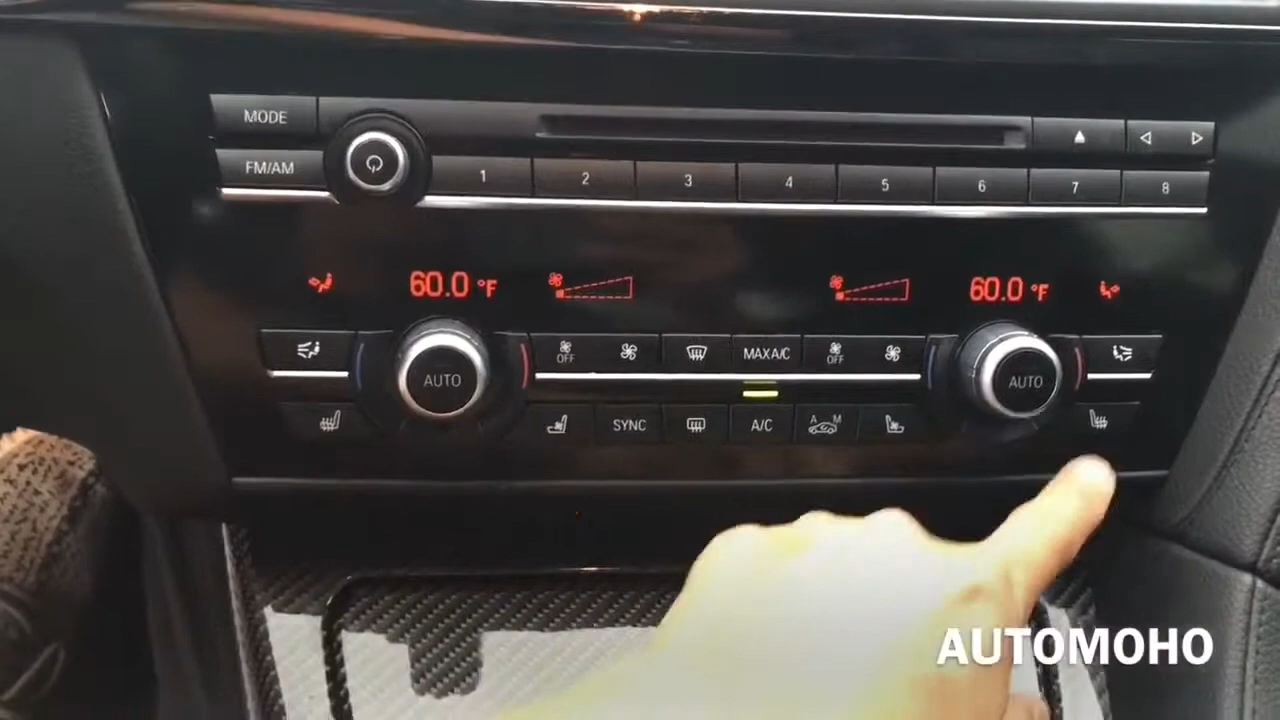 MODE
FM/AM
1 2 3 4 5 6 7 8
60.0 °F 60.0 °F
OFF MAX A/C OFF
AUTO AUTO
SYNC A/C A M
AUTOMOHO